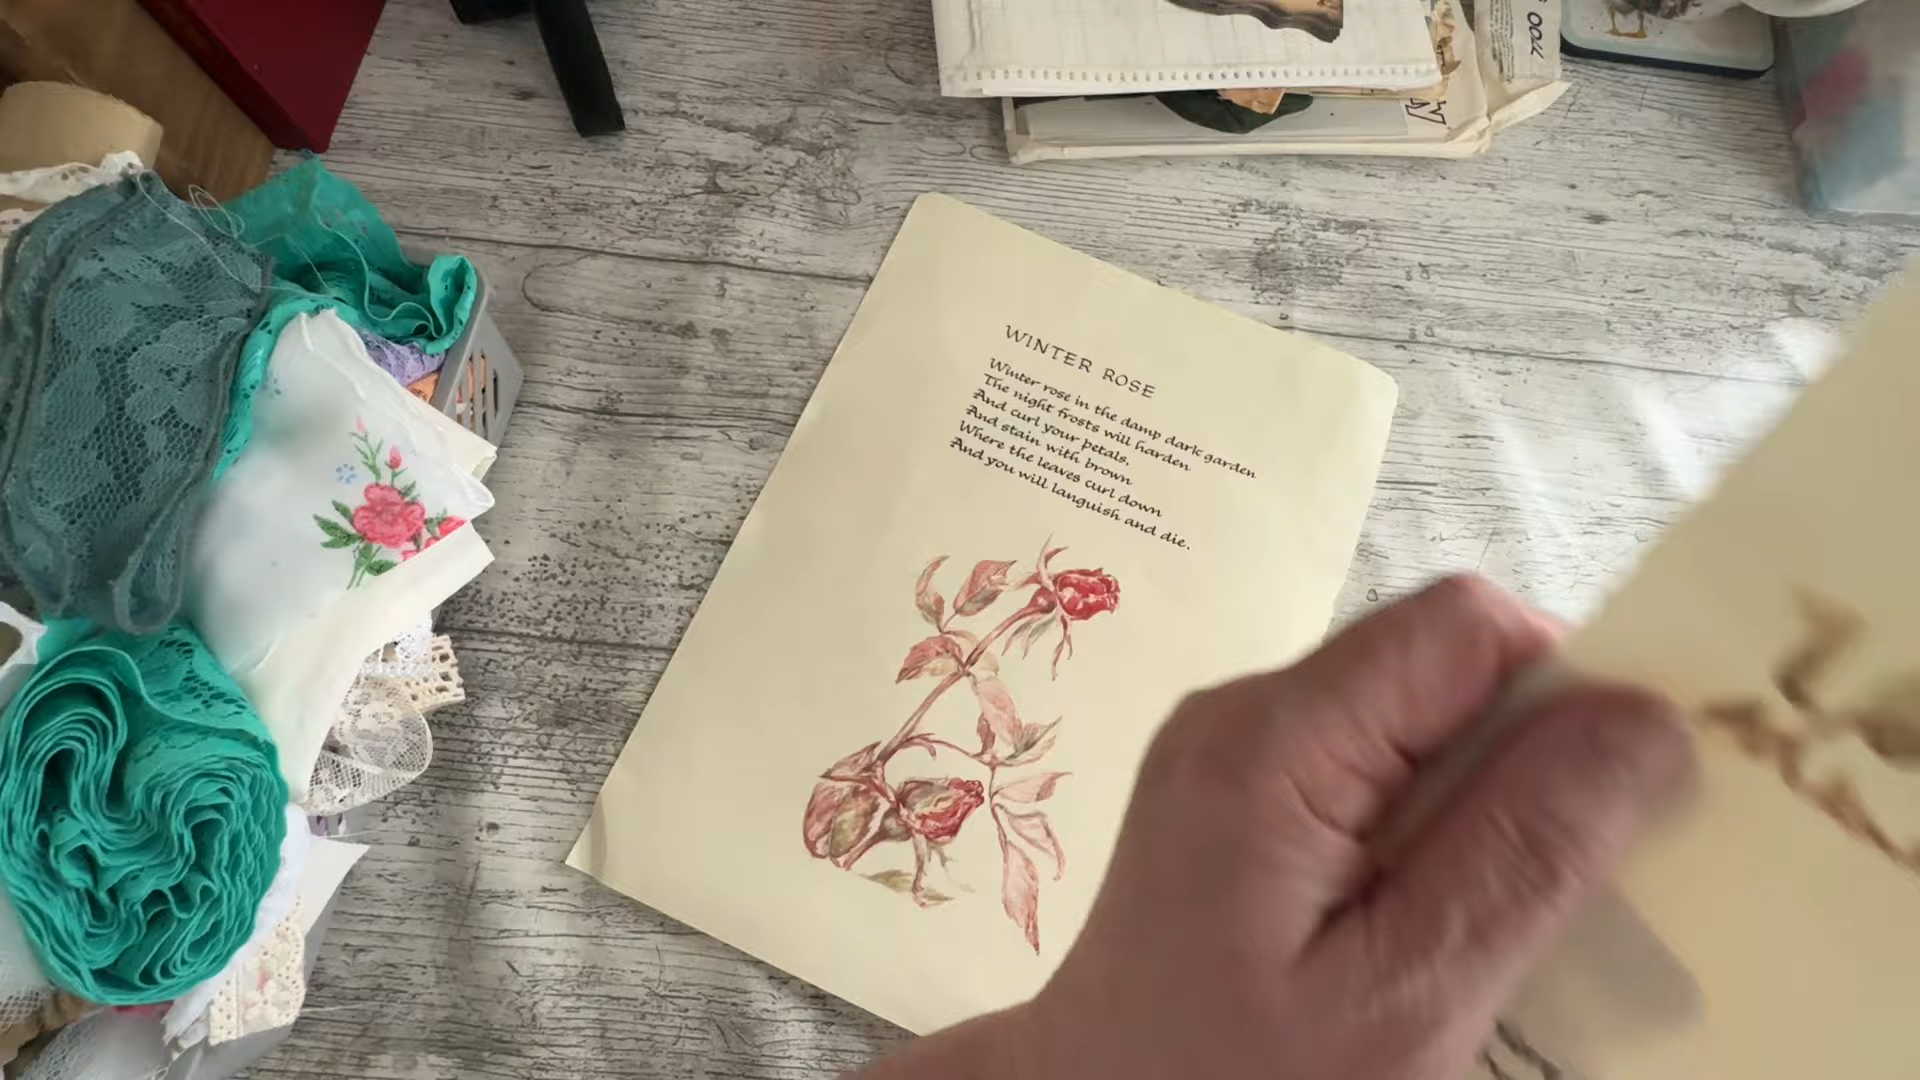 WINTER ROSE
Winter rose in the damp dark garden
The night frosts will harden
And curl your petals,
And stain with brown
Where the leaves curl down
And you will languish and die.